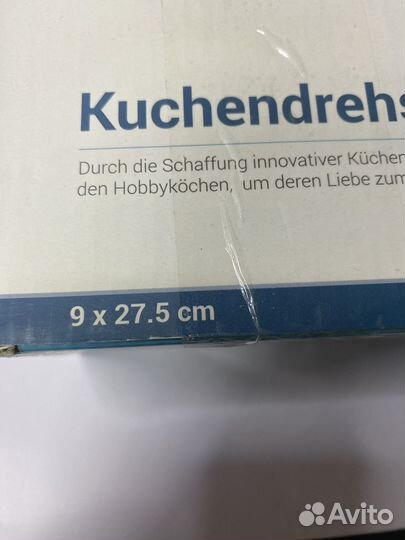 Kuchendrehs
Durch die Schaffung innovativer Küchen
den Hobbyköchen, um deren Liebe zum
9 x 27.5 cm
Avito